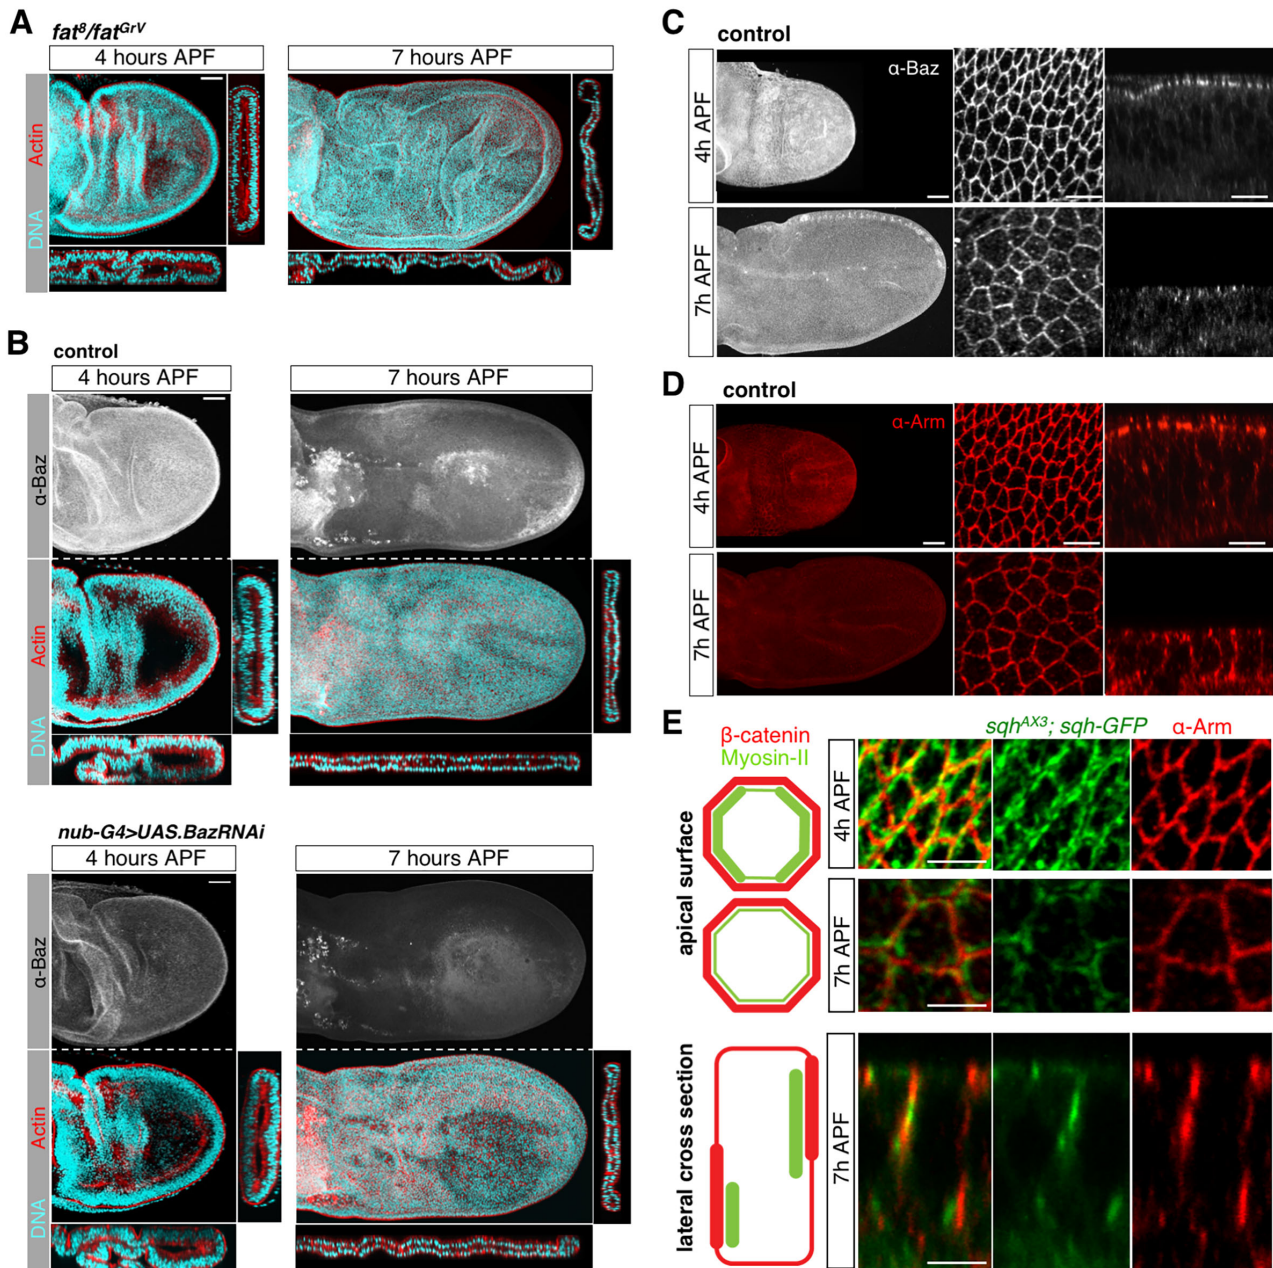 A
fat⁸/fatᴳʳⱽ
4 hours APF
7 hours APF
Actin
DNA
B
control
4 hours APF
7 hours APF
α-Baz
Actin
DNA
nub-G4>UAS.BazRNAi
4 hours APF
7 hours APF
α-Baz
Actin
DNA
C
control
α-Baz
4h APF
7h APF
D
control
α-Arm
4h APF
7h APF
E
β-catenin
Myosin-II
sqhᴬˣ³; sqh-GFP
α-Arm
apical surface
4h APF
7h APF
lateral cross section
7h APF